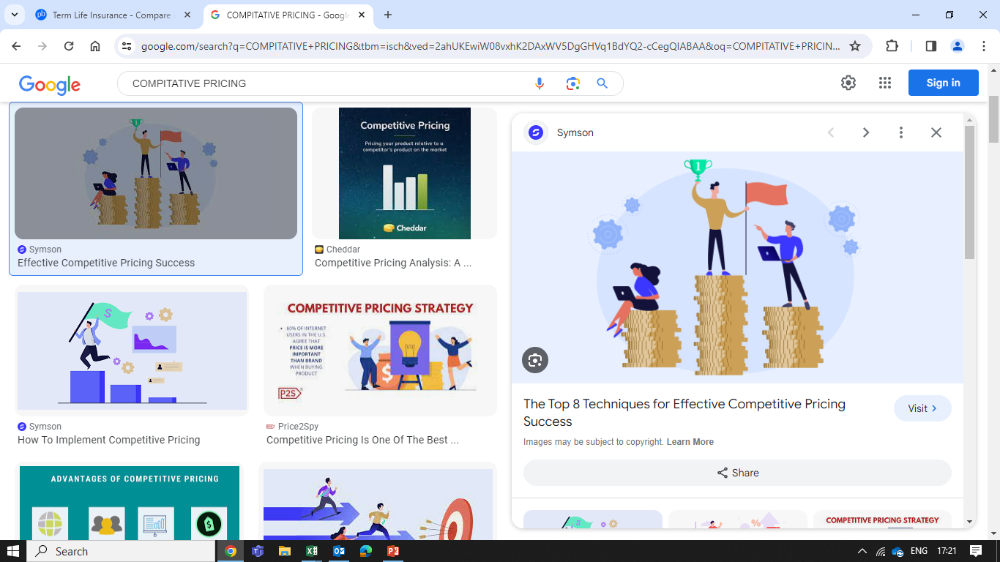 Term Life Insurance - Compare
COMPITATIVE PRICING - Google
google.com/search?q=COMPITATIVE+PRICING&tbm=isch&ved=2ahUKEwiW08vxhK2DAxWV5DgGHVq1BdYQ2-cCegQIABAA&oq=COMPITATIVE+PRICIN...
Google
COMPITATIVE PRICING
Sign in
1
Competitive Pricing
Pricing your product relative to a
competitor's product on the market
Cheddar
Symson
Effective Competitive Pricing Success
Cheddar
Competitive Pricing Analysis: A ...
S
COMPETITIVE PRICING STRATEGY
• 60% OF INTERNET
USERS IN THE U.S.
AGREE THAT
PRICE IS MORE
IMPORTANT
THAN BRAND
WHEN BUYING
PRODUCT
P2S
Symson
How To Implement Competitive Pricing
Price2Spy
Competitive Pricing Is One Of The Best ...
ADVANTAGES OF COMPETITIVE PRICING
Symson
1
The Top 8 Techniques for Effective Competitive Pricing
Success
Visit
Images may be subject to copyright. Learn More
Share
COMPETITIVE PRICING STRATEGY
Search
ENG
17:21